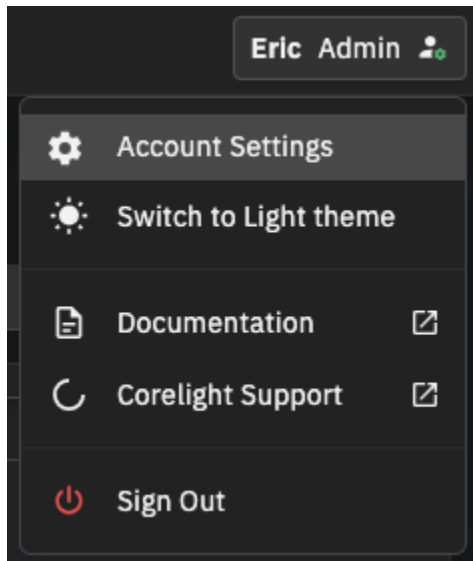 Eric Admin
Account Settings
Switch to Light theme
Documentation
Corelight Support
Sign Out